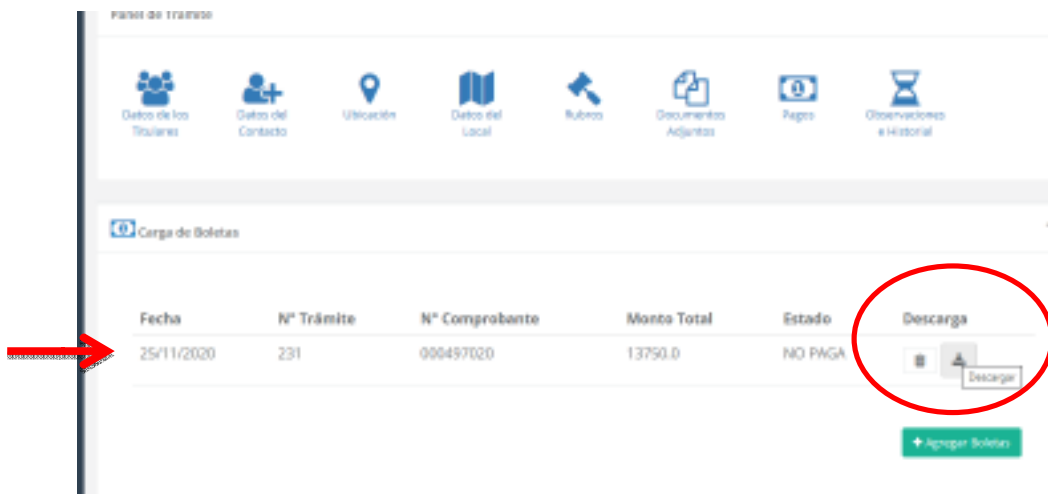 Panel de Trámite
Datos de los Titulares
Datos del Contacto
Ubicación
Datos del Local
Rubros
Documentos Adjuntos
Pagos
Observaciones e Historial
Carga de Boletas
Fecha N° Trámite N° Comprobante Monto Total Estado Descarga
25/11/2020 231 000497020 13750.0 NO PAGA
Descargar
+ Agregar Boletas